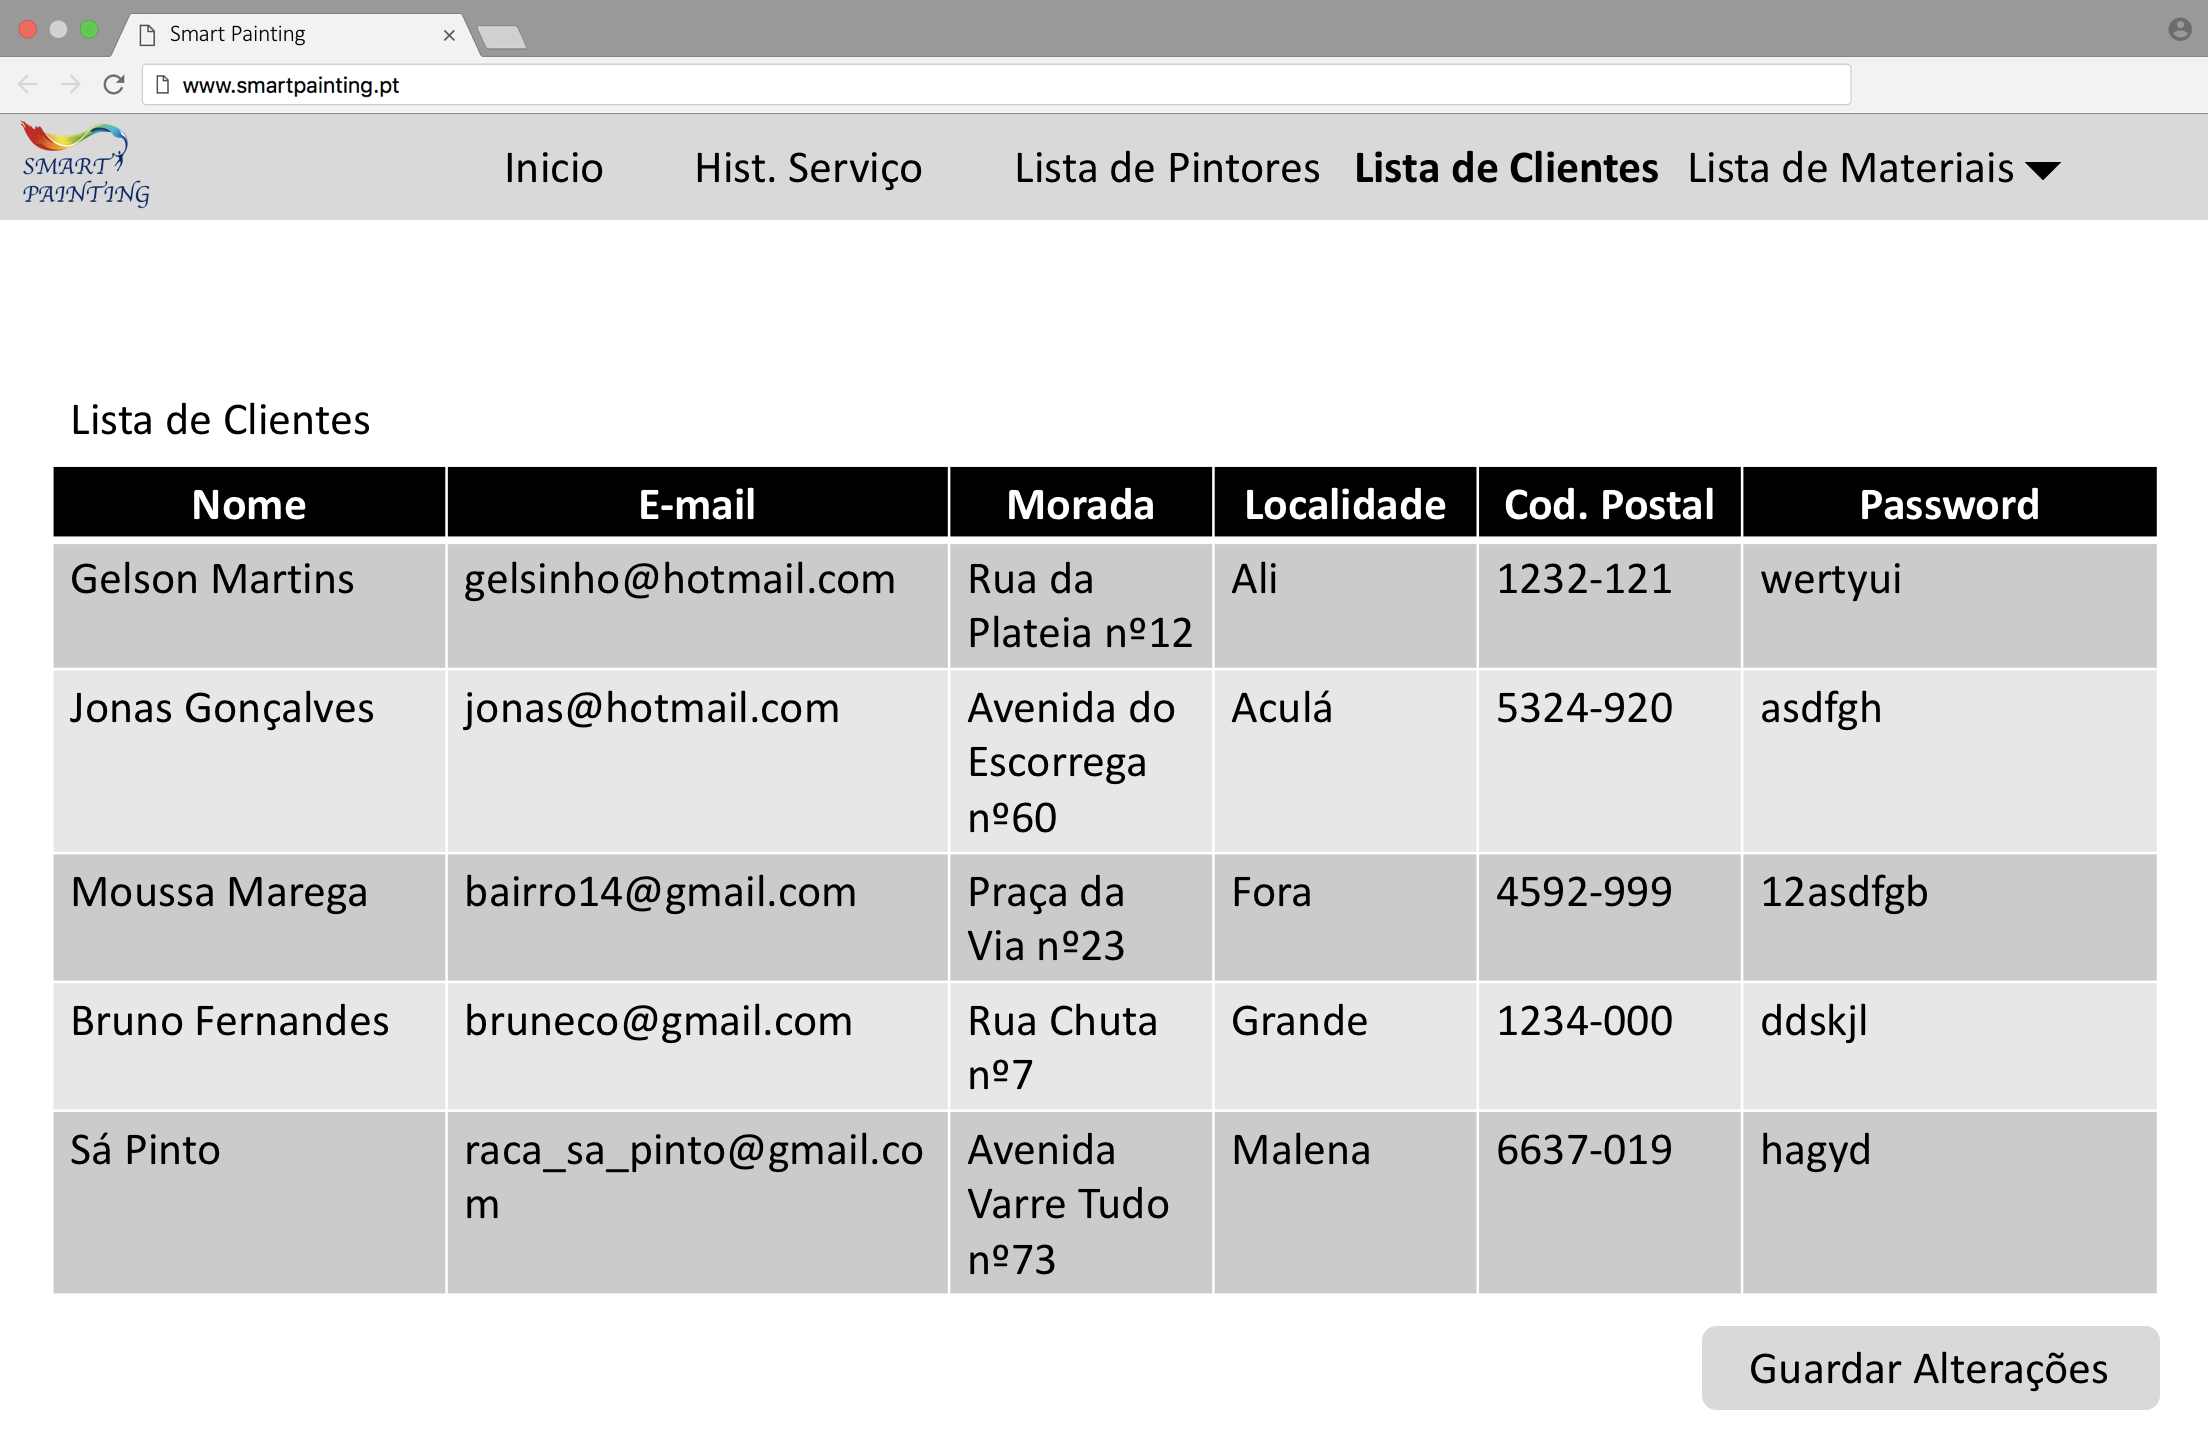 Smart Painting
www.smartpainting.pt
SMART
PAINTING
Inicio Hist. Serviço Lista de Pintores Lista de Clientes Lista de Materiais
Lista de Clientes
Nome E-mail Morada Localidade Cod. Postal Password
Gelson Martins gelsinho@hotmail.com Rua da Ali 1232-121 wertyui
Plateia nº12
Jonas Gonçalves jonas@hotmail.com Avenida do Aculá 5324-920 asdfgh
Escorrega
nº60
Moussa Marega bairro14@gmail.com Praça da Fora 4592-999 12asdfgb
Via nº23
Bruno Fernandes bruneco@gmail.com Rua Chuta Grande 1234-000 ddskjl
nº7
Sá Pinto raca_sa_pinto@gmail.co Avenida Malena 6637-019 hagyd
m Varre Tudo
nº73
Guardar Alterações